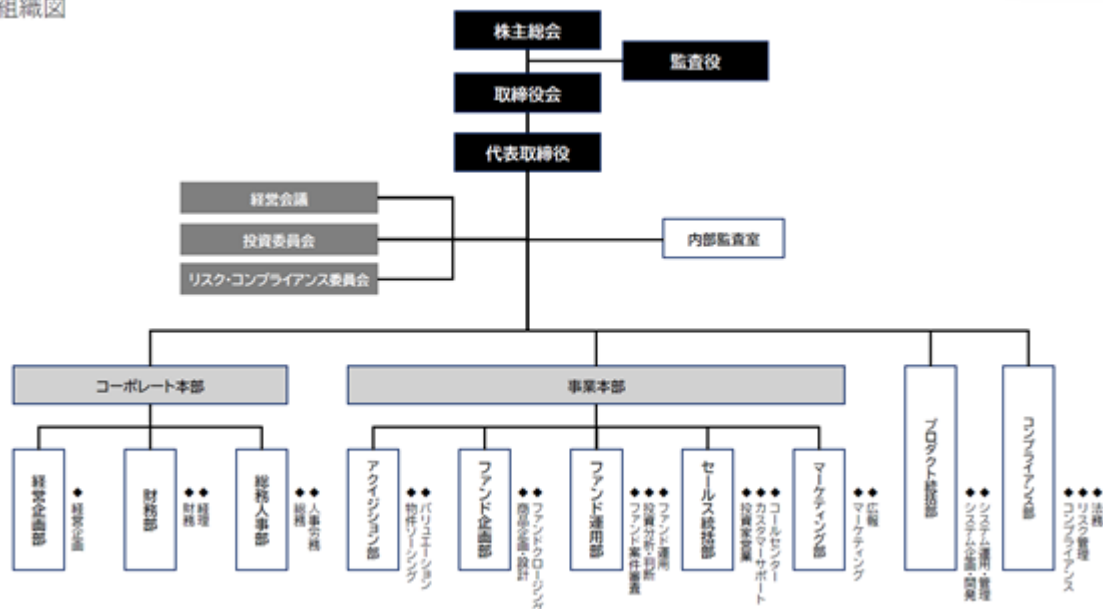 組織図
株主総会
監査役
取締役会
代表取締役
経営会議
投資委員会
リスク・コンプライアンス委員会
内部監査室
コーポレート本部
事業本部
経営企画部
◆経営企画
財務部
◆経理
◆財務
総務人事部
◆人事労務
◆総務
アクイジション部
◆バリュエーション
◆物件ソーシング
ファンド企画部
◆ファンドクロージング
◆商品企画・設計
ファンド運用部
◆ファンド運用
◆投資分析・判断
◆ファンド案件審査
セールス統括部
◆コールセンター
◆カスタマーサポート
◆投資家営業
マーケティング部
◆広報
◆マーケティング
プロダクト統括部
◆システム運用・管理
◆システム企画・開発
コンプライアンス部
◆法務
◆リスク管理
◆コンプライアンス